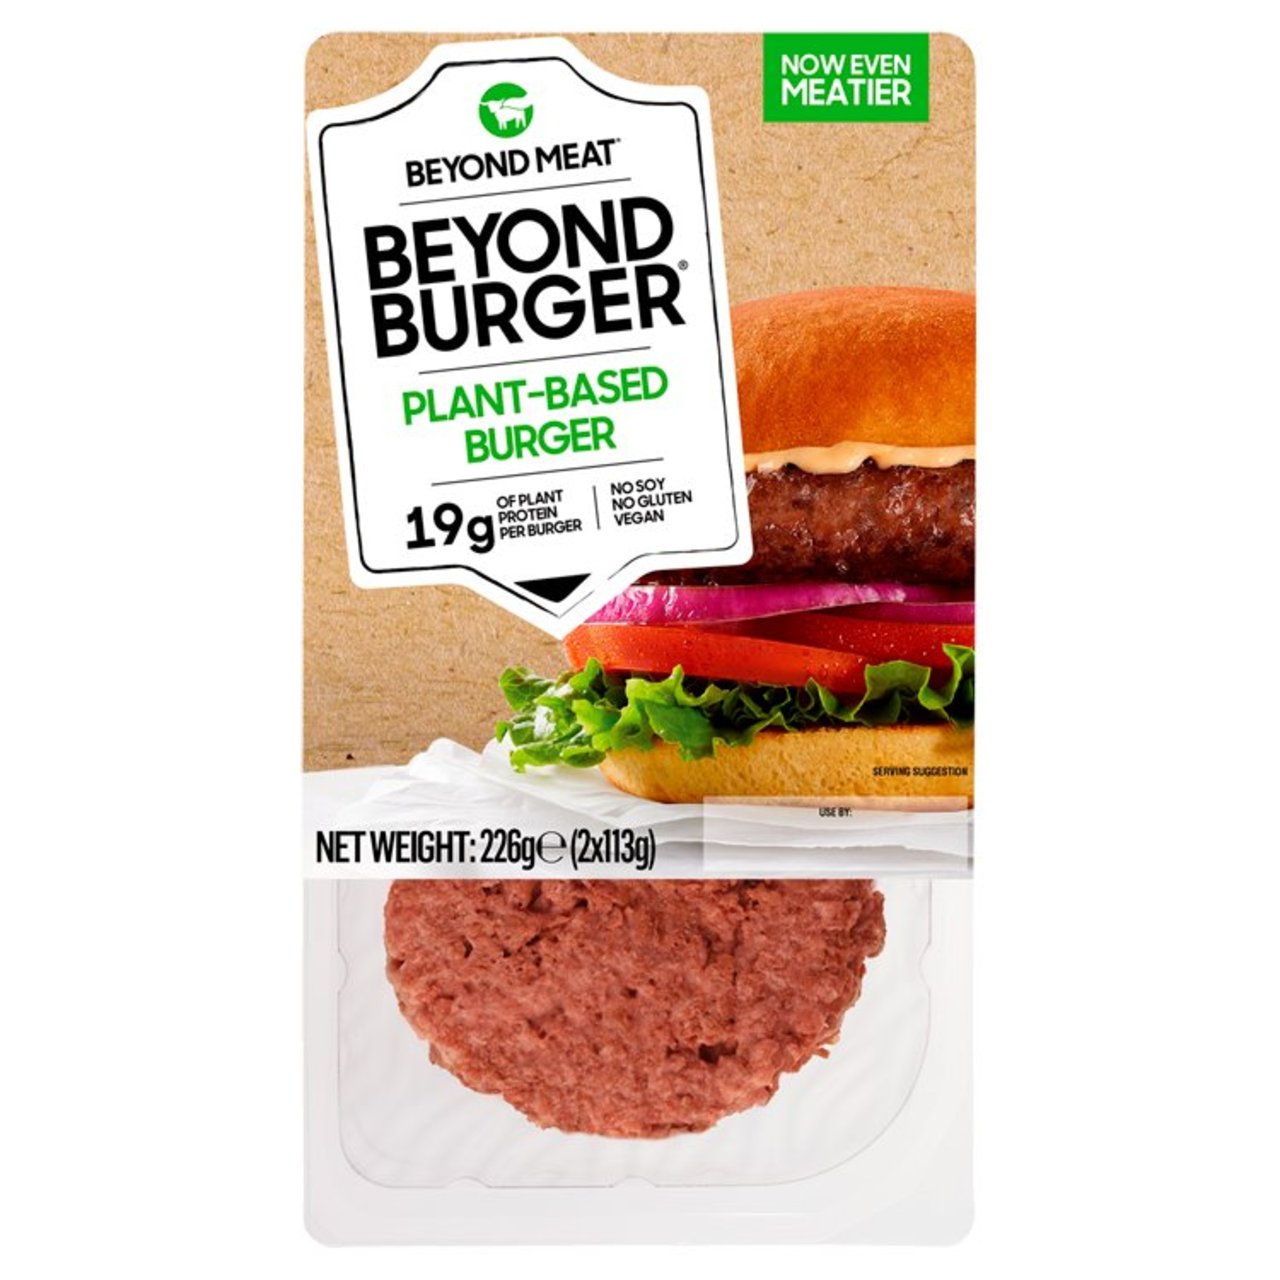 NOW EVEN
MEATIER
BEYOND MEAT®
BEYOND
BURGER®
PLANT-BASED
BURGER
19g
OF PLANT
PROTEIN
PER BURGER
NO SOY
NO GLUTEN
VEGAN
SERVING SUGGESTION
USE BY:
NET WEIGHT: 226g℮ (2x113g)